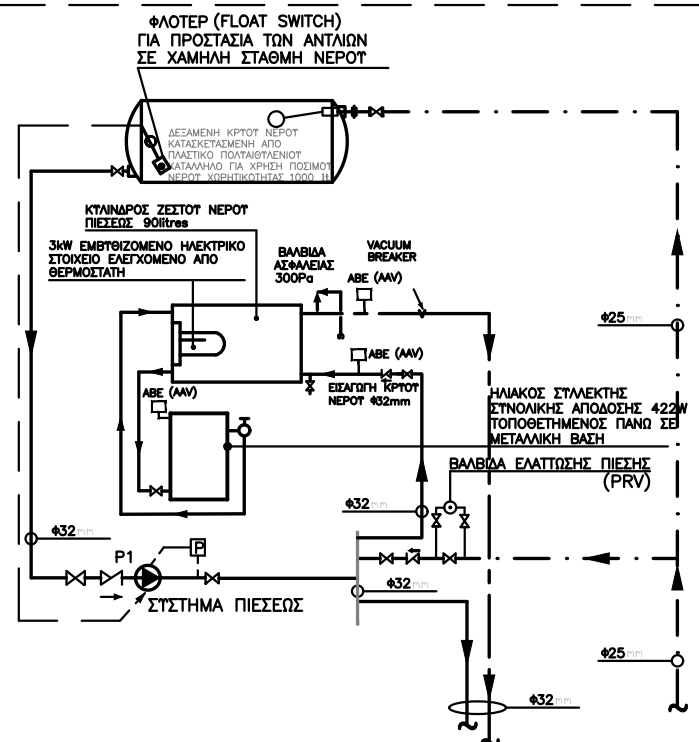 ΦΛΟΤΕΡ (FLOAT SWITCH)
ΓΙΑ ΠΡΟΣΤΑΣΙΑ ΤΩΝ ΑΝΤΛΙΩΝ
ΣΕ ΧΑΜΗΛΗ ΣΤΑΘΜΗ ΝΕΡΟΥ
ΔΕΞΑΜΕΝΗ ΚΡΥΟΥ ΝΕΡΟΥ
ΚΑΤΑΣΚΕΥΑΣΜΕΝΗ ΑΠΟ
ΠΛΑΣΤΙΚΟ ΠΟΛΥΑΙΘΥΛΕΝΙΟΥ
ΚΑΤΑΛΛΗΛΟ ΓΙΑ ΧΡΗΣΗ ΠΟΣΙΜΟΥ
ΝΕΡΟΥ ΧΩΡΗΤΙΚΟΤΗΤΑΣ 1000 lt
ΚΥΛΙΝΔΡΟΣ ΖΕΣΤΟΥ ΝΕΡΟΥ
ΠΙΕΣΕΩΣ 90litres
3kW ΕΜΒΥΘΙΖΟΜΕΝΟ ΗΛΕΚΤΡΙΚΟ
ΣΤΟΙΧΕΙΟ ΕΛΕΓΧΟΜΕΝΟ ΑΠΟ
ΘΕΡΜΟΣΤΑΤΗ
ΒΑΛΒΙΔΑ
ΑΣΦΑΛΕΙΑΣ
300Pa
ΑΒΕ (AAV)
VACUUM
BREAKER
Φ25mm
ΑΒΕ (AAV)
ΕΙΣΑΓΩΓΗ ΚΡΥΟΥ
ΝΕΡΟΥ Φ32mm
ΑΒΕ (AAV)
ΗΛΙΑΚΟΣ ΣΥΛΛΕΚΤΗΣ
ΣΥΝΟΛΙΚΗΣ ΑΠΟΔΟΣΗΣ 422W
ΤΟΠΟΘΕΤΗΜΕΝΟΣ ΠΑΝΩ ΣΕ
ΜΕΤΑΛΛΙΚΗ ΒΑΣΗ
ΒΑΛΒΙΔΑ ΕΛΑΤΤΩΣΗΣ ΠΙΕΣΗΣ
(PRV)
Φ32mm
Φ32mm
P1
P
ΣΥΣΤΗΜΑ ΠΙΕΣΕΩΣ
Φ32mm
Φ25mm
Φ32mm